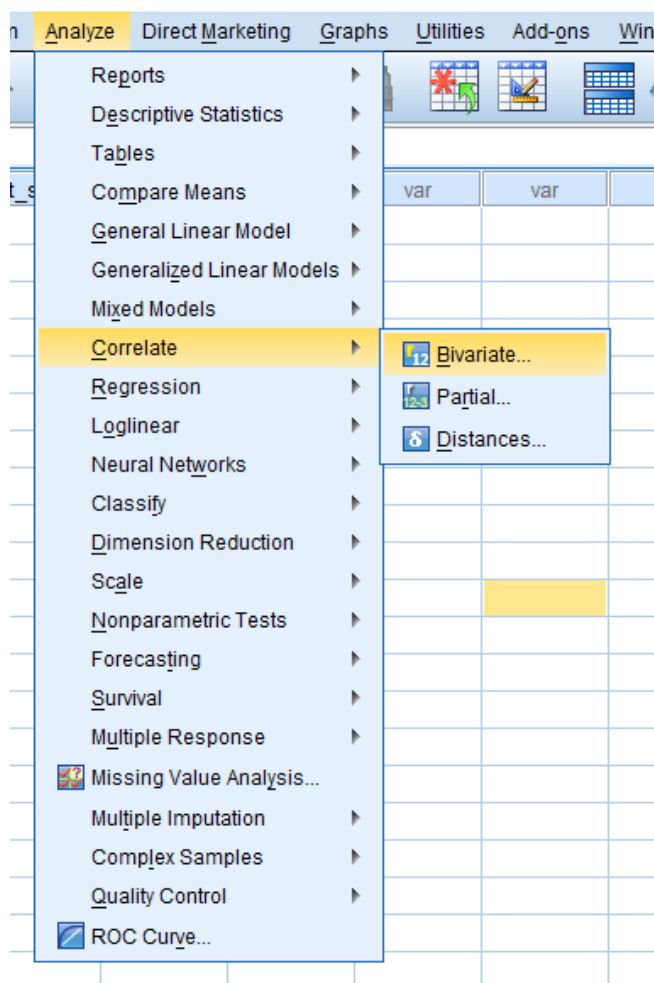 Analyze Direct Marketing Graphs Utilities Add-ons Win
Reports
Descriptive Statistics
Tables
t_s
Compare Means
var var
General Linear Model
Generalized Linear Models
Mixed Models
Correlate
Bivariate...
Regression
Partial...
Loglinear
Distances...
Neural Networks
Classify
Dimension Reduction
Scale
Nonparametric Tests
Forecasting
Survival
Multiple Response
Missing Value Analysis...
Multiple Imputation
Complex Samples
Quality Control
ROC Curve...